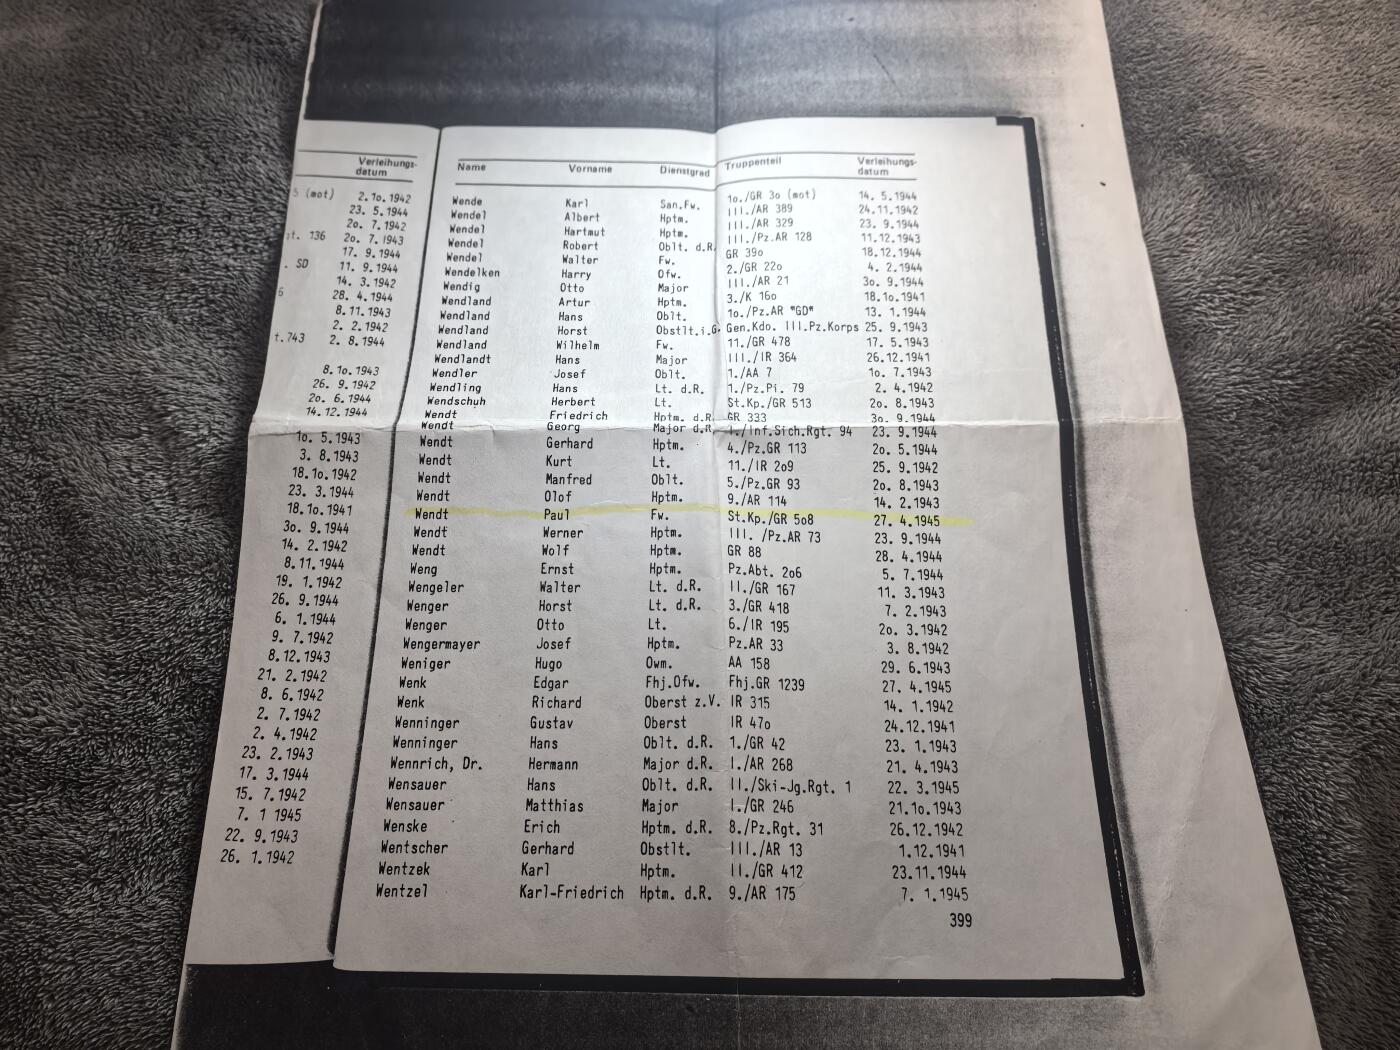 Verleihungs-
datum
5 (mot) 2.1o.1942
23. 5.1944
2o. 7.1942
t. 136 2o. 7.1943
17. 9.1944
. SD 11. 9.1944
14. 3.1942
6 28. 4.1944
8.11.1943
2. 2.1942
t.743 2. 8.1944
8.1o.1943
26. 9.1942
2o. 6.1944
14.12.1944
1o. 5.1943
3. 8.1943
18.1o.1942
23. 3.1944
18.1o.1941
3o. 9.1944
14. 2.1942
8.11.1944
19. 1.1942
26. 9.1944
6. 1.1944
9. 7.1942
8.12.1943
21. 2.1942
8. 6.1942
2. 7.1942
2. 4.1942
23. 2.1943
17. 3.1944
15. 7.1942
7. 1 1945
22. 9.1943
26. 1.1942
Name Vorname Dienstgrad Truppenteil Verleihungs-
datum
Wende Karl San.Fw. 1o./GR 3o (mot) 14. 5.1944
Wendel Albert Hptm. III./AR 389 24.11.1942
Wendel Hartmut Hptm. III./AR 329 23. 9.1944
Wendel Robert Oblt. d.R. III./Pz.AR 128 11.12.1943
Wendel Walter Fw. GR 39o 18.12.1944
Wendelken Harry Ofw. 2./GR 22o 4. 2.1944
Wendig Otto Major III./AR 21 3o. 9.1944
Wendland Artur Hptm. 3./K 16o 18.1o.1941
Wendland Hans Oblt. 1o./Pz.AR "GD" 13. 1.1944
Wendland Horst Obstlt.i.G. Gen.Kdo. III.Pz.Korps 25. 9.1943
Wendland Wilhelm Fw. 11./GR 478 17. 5.1943
Wendlandt Hans Major III./IR 364 26.12.1941
Wendler Josef Oblt. 1./AA 7 1o. 7.1943
Wendling Hans Lt. d.R. 1./Pz.Pi. 79 2. 4.1942
Wendschuh Herbert Lt. St.Kp./GR 513 2o. 8.1943
Wendt Friedrich Hptm. d.R. GR 333 3o. 9.1944
Wendt Georg Major d.R. 1./Inf.Sich.Rgt. 94 23. 9.1944
Wendt Gerhard Hptm. 4./Pz.GR 113 2o. 5.1944
Wendt Kurt Lt. 11./IR 2o9 25. 9.1942
Wendt Manfred Oblt. 5./Pz.GR 93 2o. 8.1943
Wendt Olof Hptm. 9./AR 114 14. 2.1943
Wendt Paul Fw. St.Kp./GR 5o8 27. 4.1945
Wendt Werner Hptm. III. /Pz.AR 73 23. 9.1944
Wendt Wolf Hptm. GR 88 28. 4.1944
Weng Ernst Hptm. Pz.Abt. 2o6 5. 7.1944
Wengeler Walter Lt. d.R. II./GR 167 11. 3.1943
Wenger Horst Lt. d.R. 3./GR 418 7. 2.1943
Wenger Otto Lt. 6./IR 195 2o. 3.1942
Wengermayer Josef Hptm. Pz.AR 33 3. 8.1942
Weniger Hugo Owm. AA 158 29. 6.1943
Wenk Edgar Fhj.Ofw. Fhj.GR 1239 27. 4.1945
Wenk Richard Oberst z.V. IR 315 14. 1.1942
Wenninger Gustav Oberst IR 47o 24.12.1941
Wenninger Hans Oblt. d.R. 1./GR 42 23. 1.1943
Wennrich, Dr. Hermann Major d.R. I./AR 268 21. 4.1943
Wensauer Hans Oblt. d.R. II./Ski-Jg.Rgt. 1 22. 3.1945
Wensauer Matthias Major I./GR 246 21.1o.1943
Wenske Erich Hptm. d.R. 8./Pz.Rgt. 31 26.12.1942
Wentscher Gerhard Obstlt. III./AR 13 1.12.1941
Wentzek Karl Hptm. II./GR 412 23.11.1944
Wentzel Karl-Friedrich Hptm. d.R. 9./AR 175 7. 1.1945
399